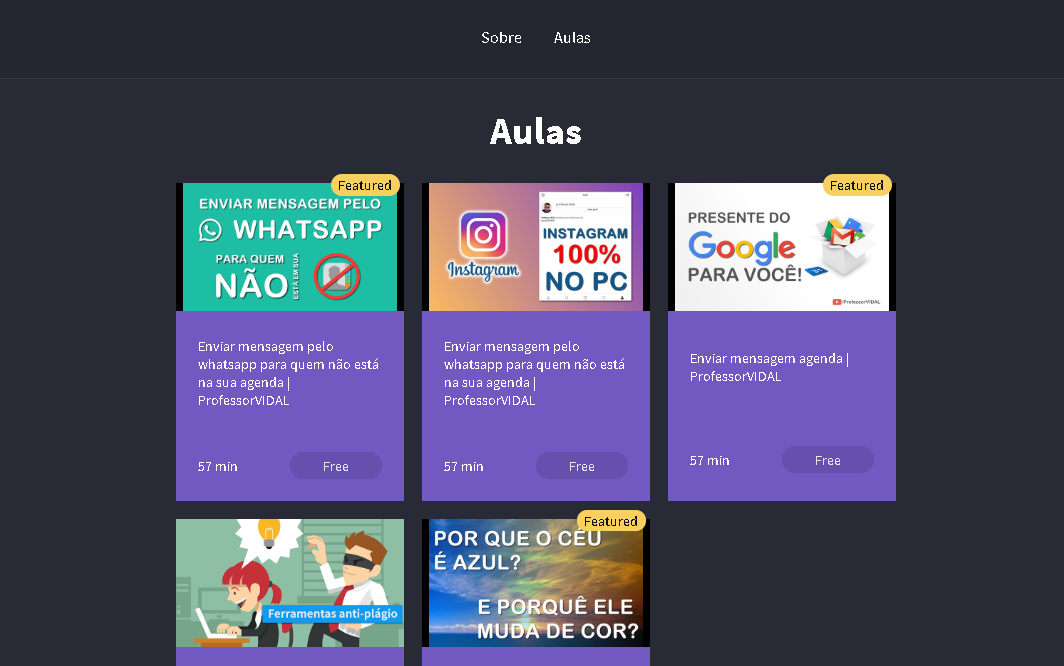 Sobre
Aulas
Aulas
Featured
ENVIAR MENSAGEM PELO
WHATSAPP
PARA QUEM
NÃO
ESTÁ EM SUA
Enviar mensagem pelo
whatsapp para quem não está
na sua agenda |
ProfessorVIDAL
57 min
Free
Instagram
INSTAGRAM
100%
NO PC
Enviar mensagem pelo
whatsapp para quem não está
na sua agenda |
ProfessorVIDAL
57 min
Free
Featured
PRESENTE DO
Google
PARA VOCÊ!
/ProfessorVIDAL
Enviar mensagem agenda |
ProfessorVIDAL
57 min
Free
Ferramentas anti-plágio
Featured
POR QUE O CÉU
É AZUL?
E PORQUÊ ELE
MUDA DE COR?